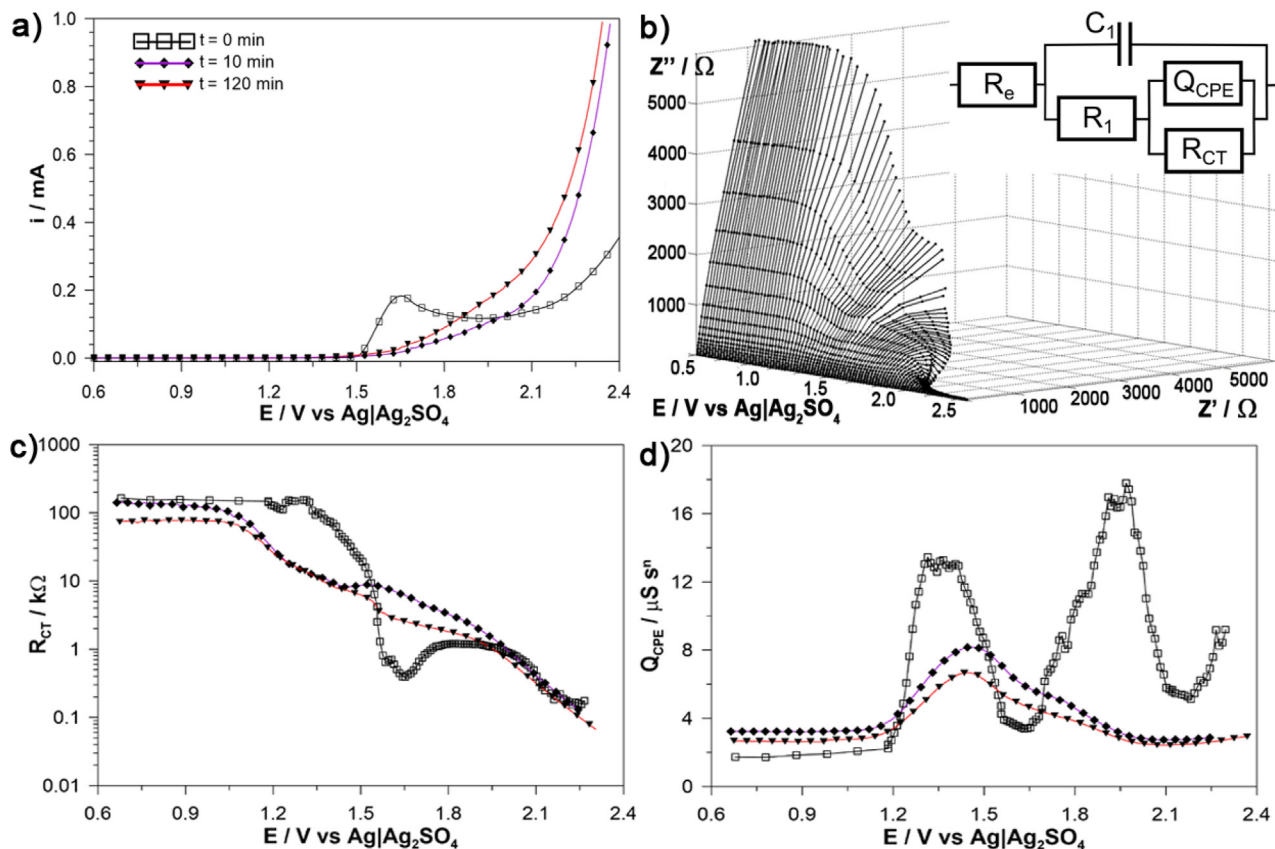 a)
1.0
0.8
0.6
0.4
0.2
0.0
i / mA
t = 0 min
t = 10 min
t = 120 min
0.6 0.9 1.2 1.5 1.8 2.1 2.4
E / V vs Ag|Ag₂SO₄
b)
Z'' / Ω
5000
4000
3000
2000
1000
0
0.5 1.0 1.5 2.0 2.5
E / V vs Ag|Ag₂SO₄
1000 2000 3000 4000 5000
Z' / Ω
C₁
Rₑ
R₁
Q_CPE
R_CT
c)
1000
100
10
1
0.1
0.01
R_CT / kΩ
0.6 0.9 1.2 1.5 1.8 2.1 2.4
E / V vs Ag|Ag₂SO₄
d)
20
16
12
8
4
0
Q_CPE / μS sⁿ
0.6 0.9 1.2 1.5 1.8 2.1 2.4
E / V vs Ag|Ag₂SO₄